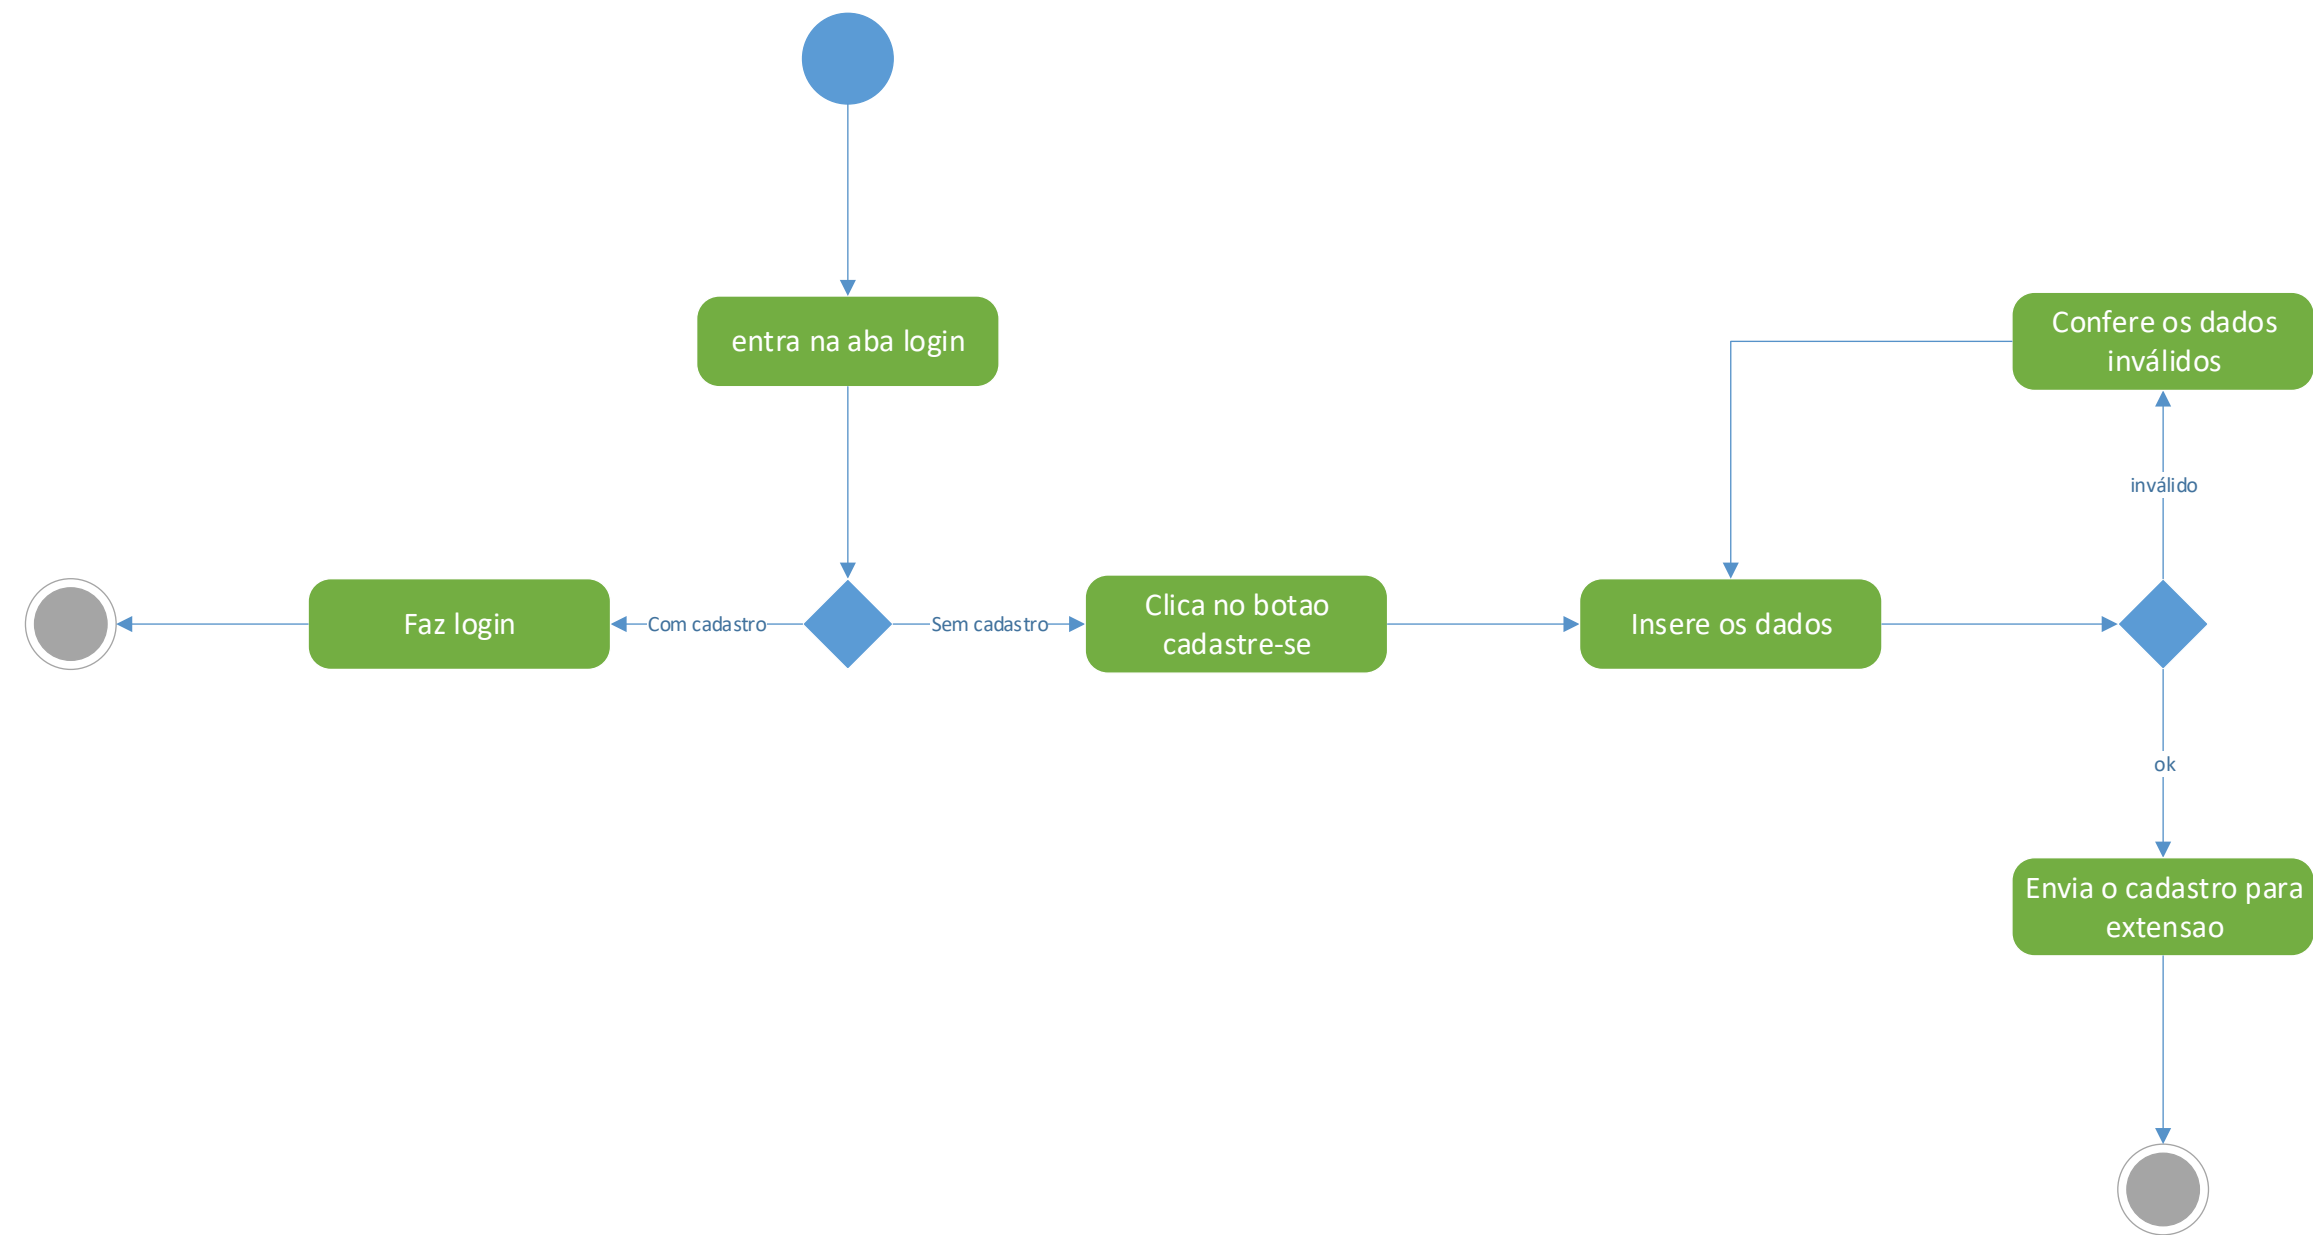 entra na aba login
Confere os dados
inválidos
inválido
Faz login
Com cadastro
Sem cadastro
Clica no botao
cadastre-se
Insere os dados
ok
Envia o cadastro para
extensao